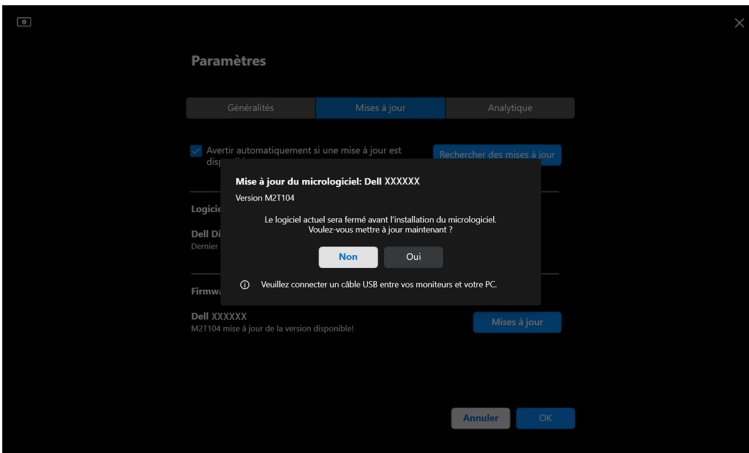 Paramètres
Généralités
Mises à jour
Analytique
Avertir automatiquement si une mise à jour est
Rechercher des mises à jour
Mise à jour du micrologiciel: Dell XXXXXX
Version M2T104
Le logiciel actuel sera fermé avant l'installation du micrologiciel.
Voulez-vous mettre à jour maintenant ?
Non
Oui
Veuillez connecter un câble USB entre vos moniteurs et votre PC.
Dell
Dernier
Dell XXXXXX
M2T104 mise à jour de la version disponible!
Mises à jour
Annuler
OK